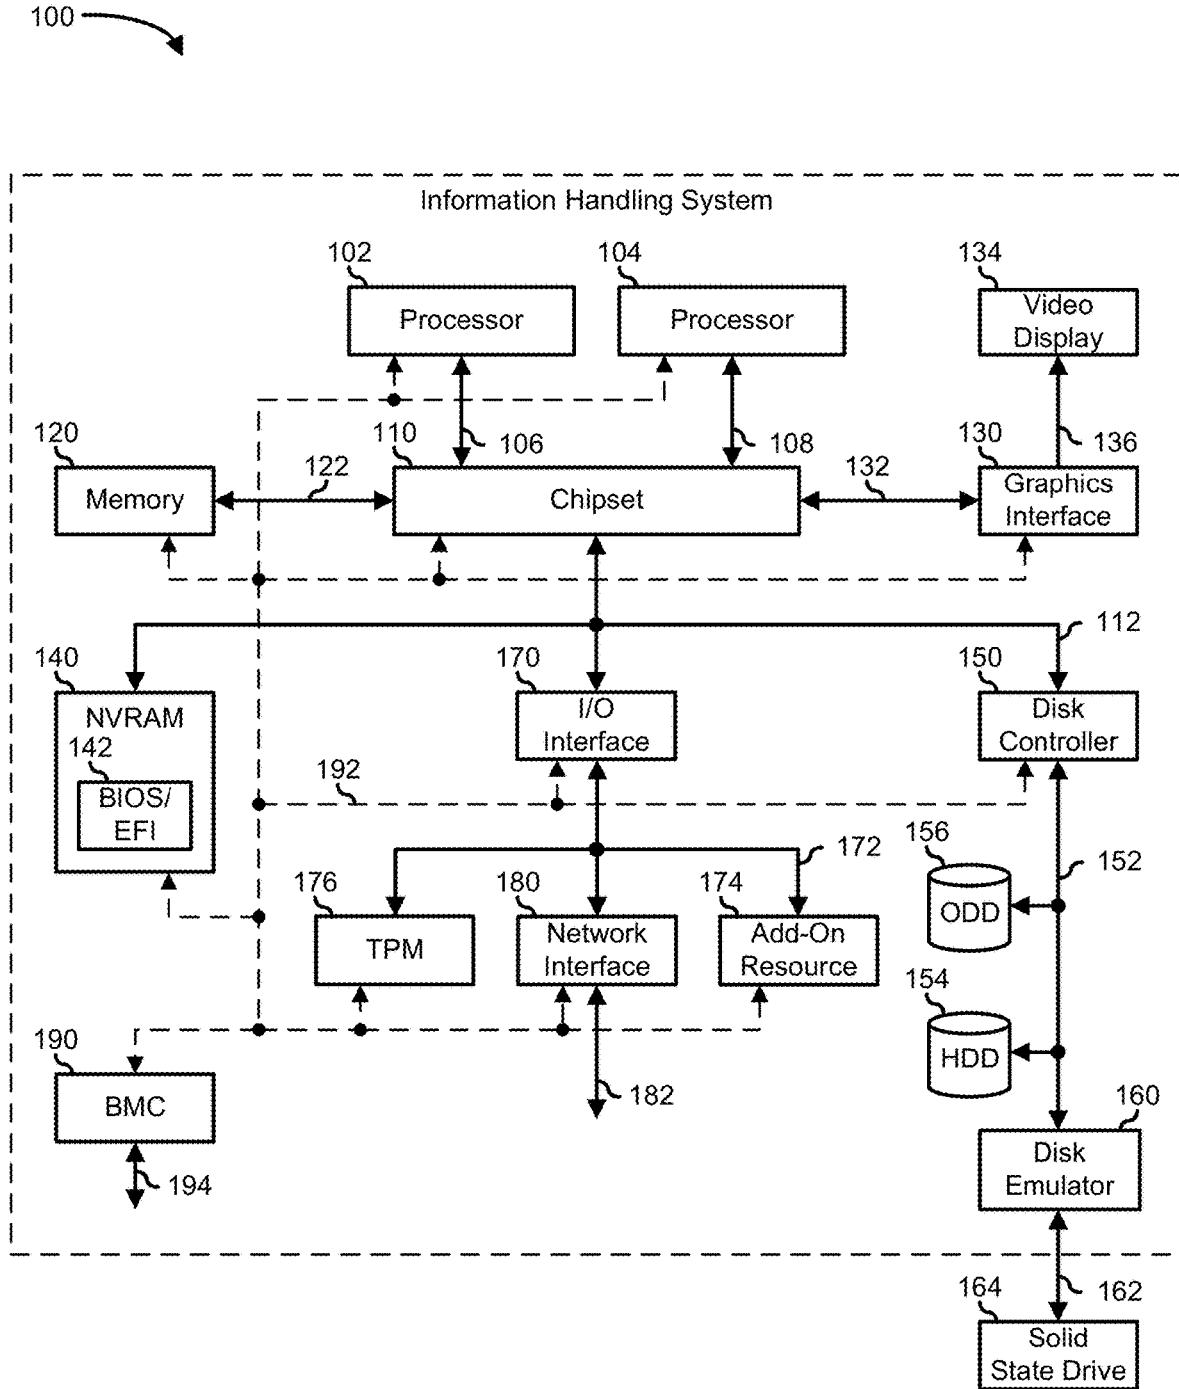 100
Information Handling System
102
104
134
Processor
Processor
Video
Display
120
110
106
108
130
136
122
132
Memory
Chipset
Graphics
Interface
112
140
170
150
NVRAM
I/O
Interface
Disk
Controller
142
BIOS/
EFI
192
156
172
152
176
180
174
ODD
TPM
Network
Interface
Add-On
Resource
154
190
HDD
BMC
182
160
194
Disk
Emulator
164
162
Solid
State Drive